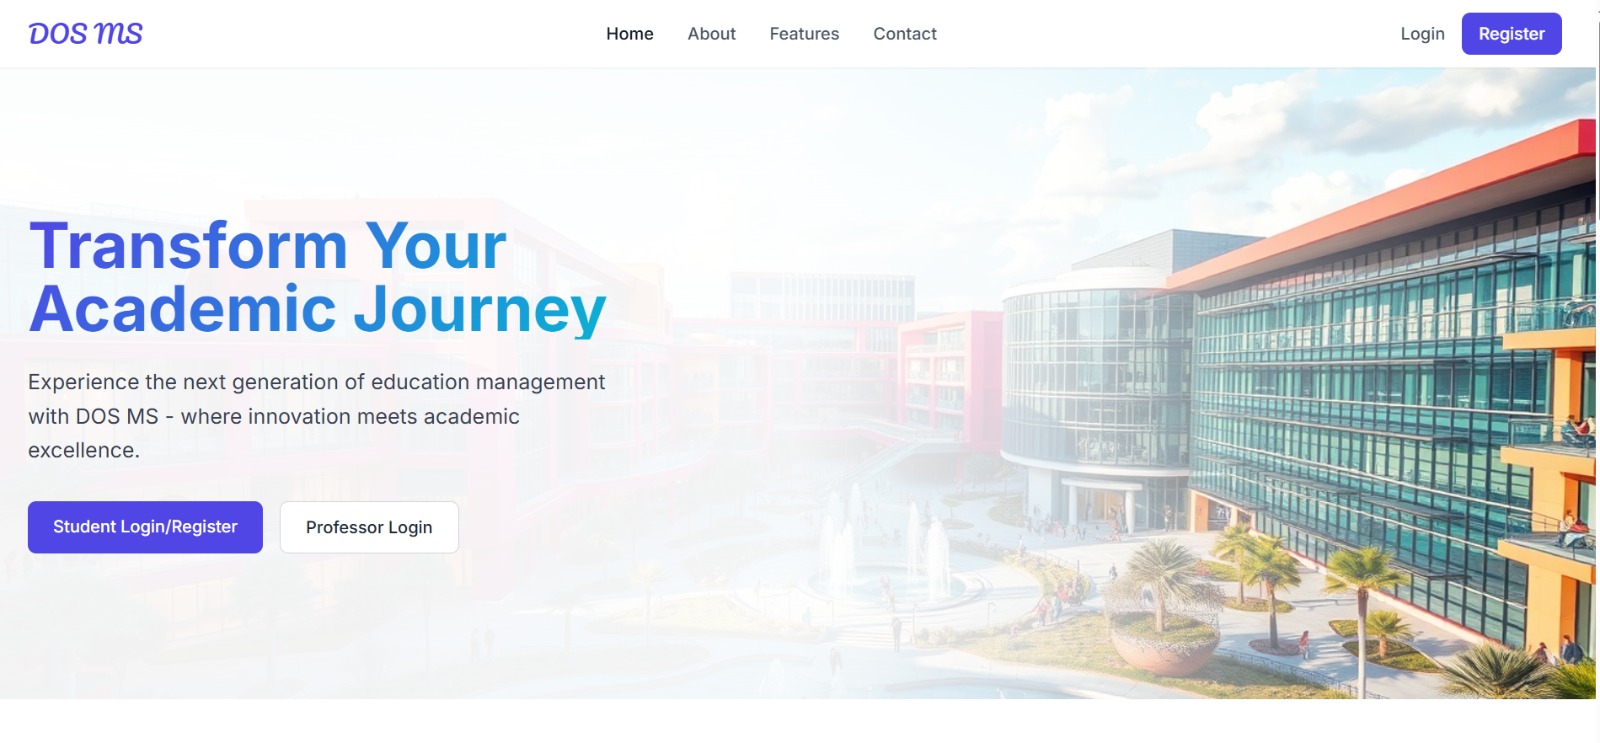 DOS MS
Home About Features Contact
Login Register
Transform Your
Academic Journey
Experience the next generation of education management
with DOS MS - where innovation meets academic
excellence.
Student Login/Register Professor Login